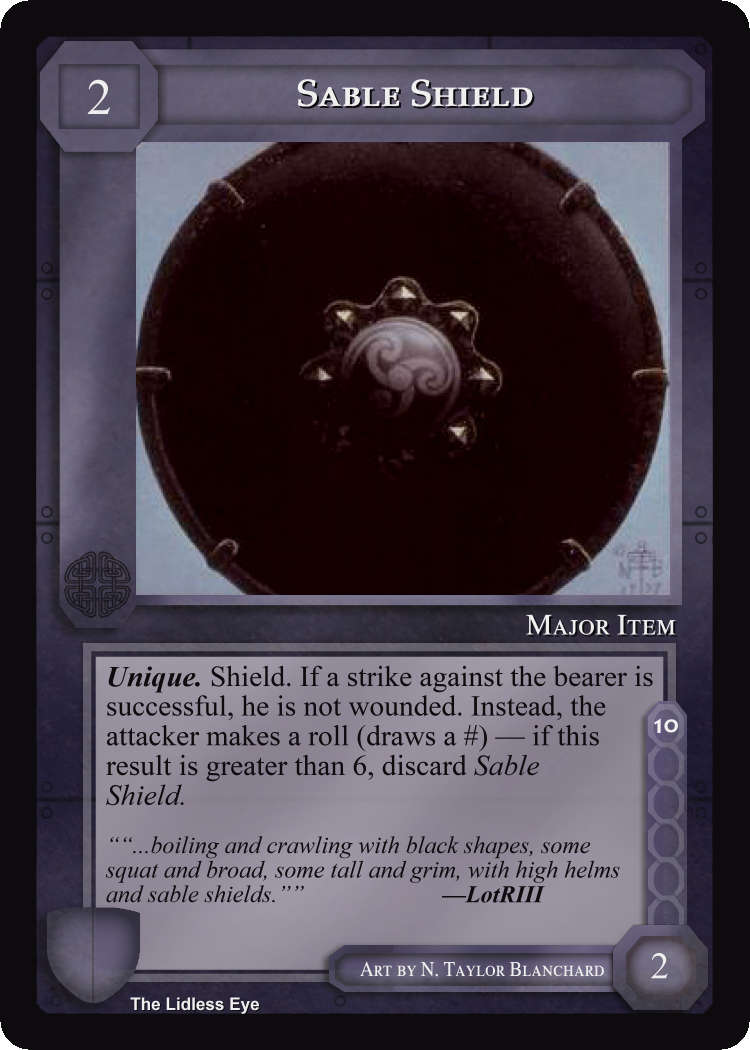 2
Sable Shield
Major Item
Unique. Shield. If a strike against the bearer is
successful, he is not wounded. Instead, the
attacker makes a roll (draws a #) — if this
result is greater than 6, discard Sable
Shield.
10
““...boiling and crawling with black shapes, some
squat and broad, some tall and grim, with high helms
and sable shields.”” —LotRIII
Art by N. Taylor Blanchard
2
The Lidless Eye